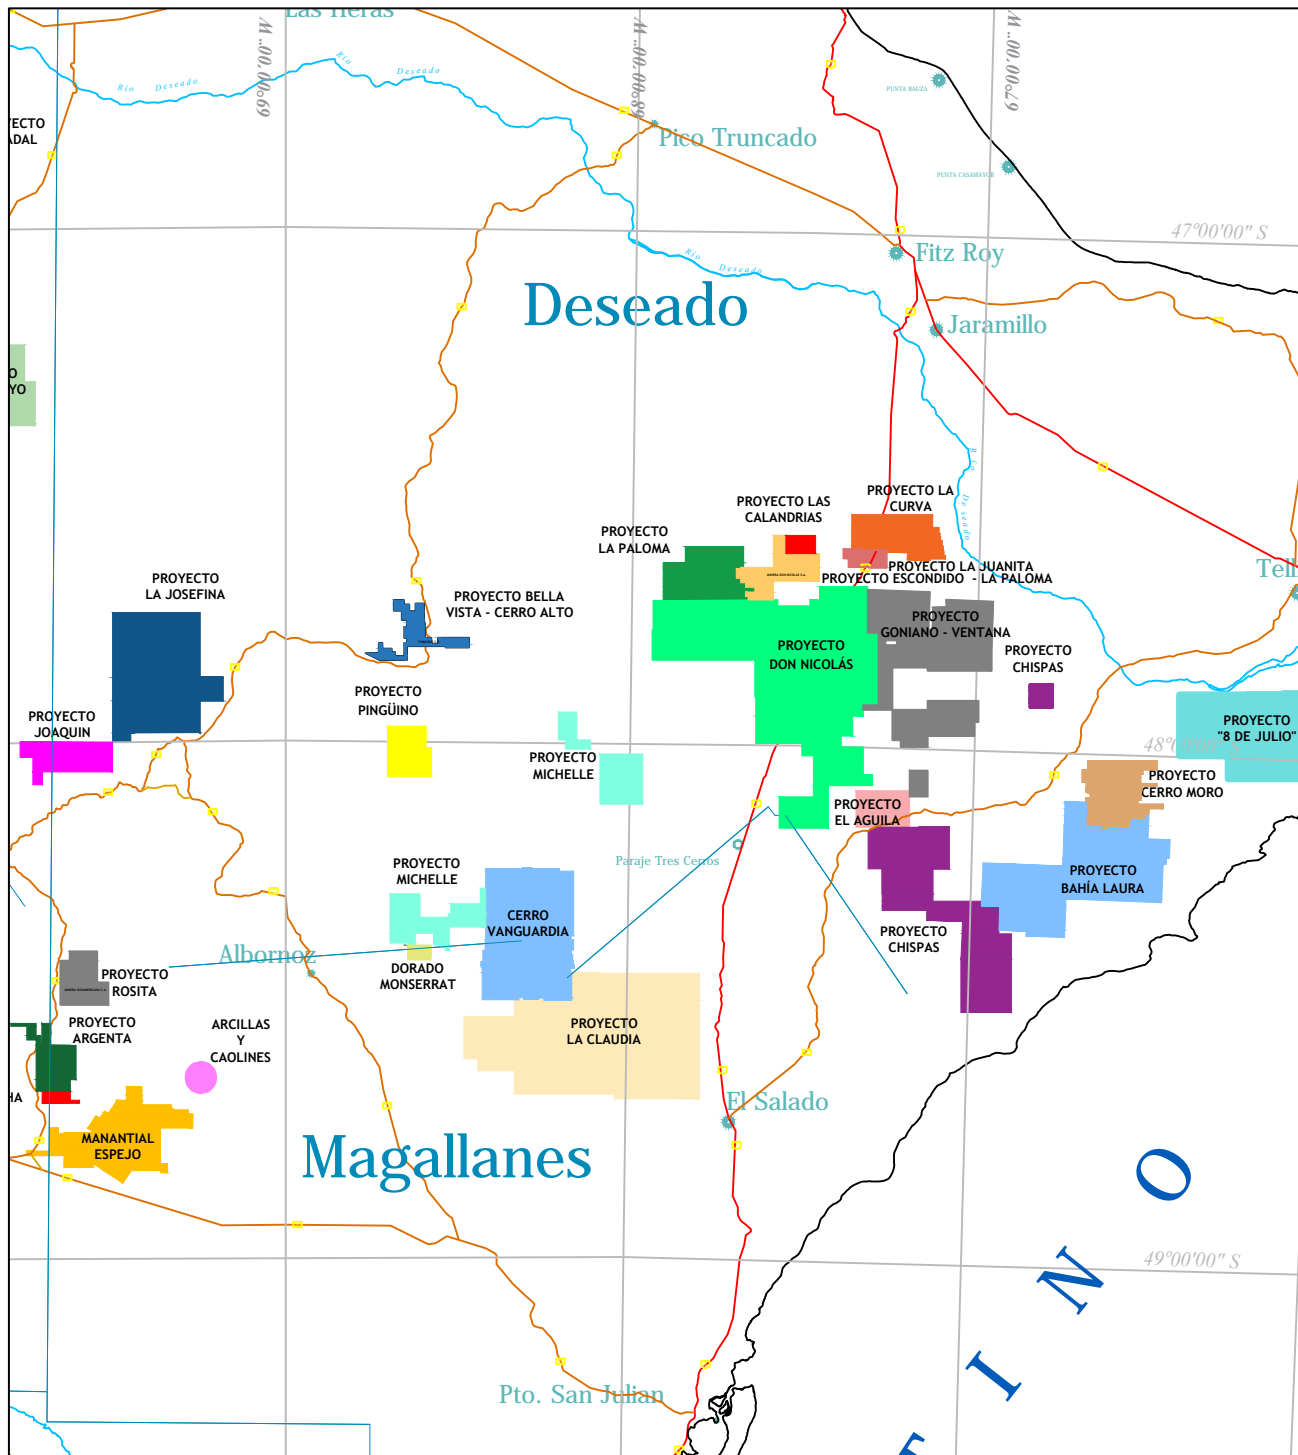 Las Heras
69°00'00" W
68°00'00" W
67°00'00" W
Río Deseado
Río Deseado
PUNTA BAUZA
YECTO
ADAL
Pico Truncado
PUNTA CASAMAYOR
47°00'00" S
Fitz Roy
Río Deseado
Deseado
Jaramillo
O
YO
Río Deseado
PROYECTO LA
CURVA
PROYECTO LAS
CALANDRIAS
PROYECTO
LA PALOMA
PROYECTO LA JUANITA
PROYECTO ESCONDIDO - LA PALOMA
Tell
PROYECTO
LA JOSEFINA
PROYECTO BELLA
VISTA - CERRO ALTO
PROYECTO
GONIANO - VENTANA
PROYECTO
DON NICOLÁS
PROYECTO
CHISPAS
PROYECTO
PINGÜINO
PROYECTO
JOAQUIN
PROYECTO
"8 DE JULIO"
48°00'00" S
PROYECTO
MICHELLE
PROYECTO
CERRO MORO
PROYECTO
EL AGUILA
Paraje Tres Cerros
PROYECTO
MICHELLE
PROYECTO
BAHÍA LAURA
CERRO
VANGUARDIA
PROYECTO
CHISPAS
Albornoz
DORADO
MONSERRAT
PROYECTO
ROSITA
PROYECTO
ARGENTA
ARCILLAS
Y
CAOLINES
PROYECTO
LA CLAUDIA
HA
El Salado
MANANTIAL
ESPEJO
Magallanes
O
N
I
49°00'00" S
Pto. San Julian